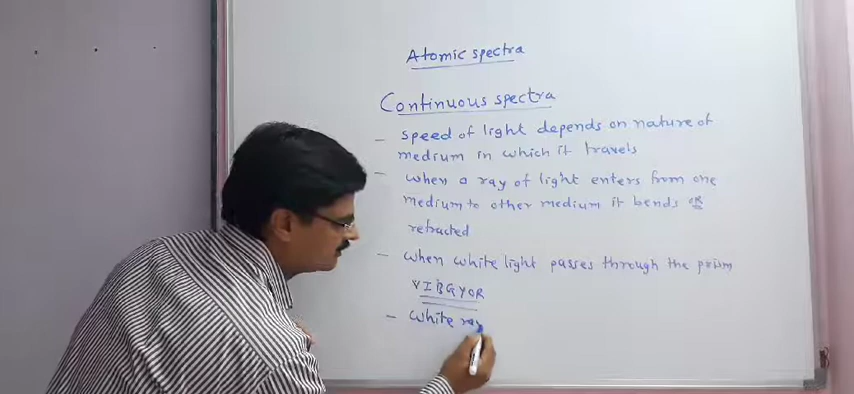 Atomic spectra
Continuous spectra
- speed of light depends on nature of
medium in which it travels
- when a ray of light enters from one
medium to other medium it bends or
refracted
- when white light passes through the prism
VIBGYOR
- white ray